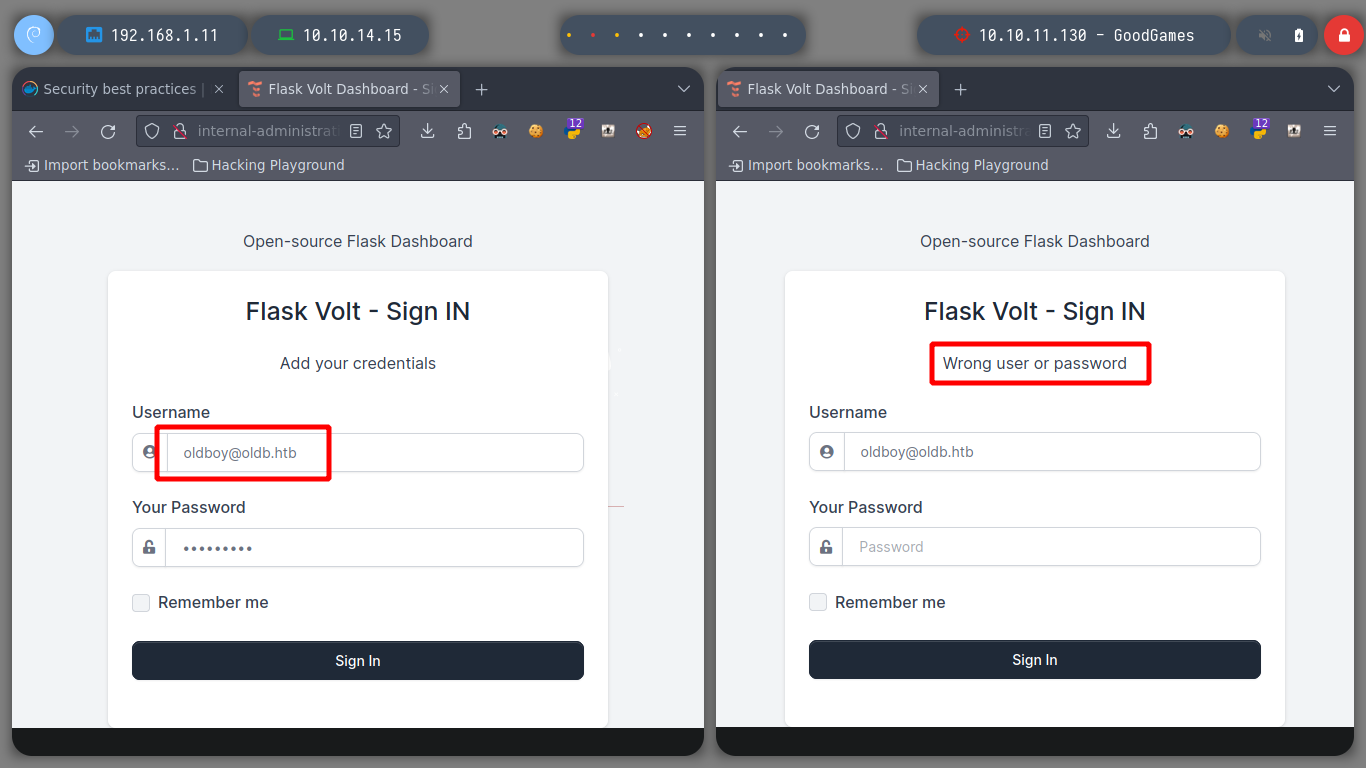 192.168.1.11
10.10.14.15
10.10.11.130 - GoodGames
Security best practices |
Flask Volt Dashboard - Si
internal-administrat
Import bookmarks...
Hacking Playground
12
Open-source Flask Dashboard
Flask Volt - Sign IN
Add your credentials
Username
oldboy@oldb.htb
Your Password
•••••••••
Remember me
Sign In
Flask Volt Dashboard - Si
internal-administra
12
Import bookmarks...
Hacking Playground
Open-source Flask Dashboard
Flask Volt - Sign IN
Wrong user or password
Username
oldboy@oldb.htb
Your Password
Password
Remember me
Sign In